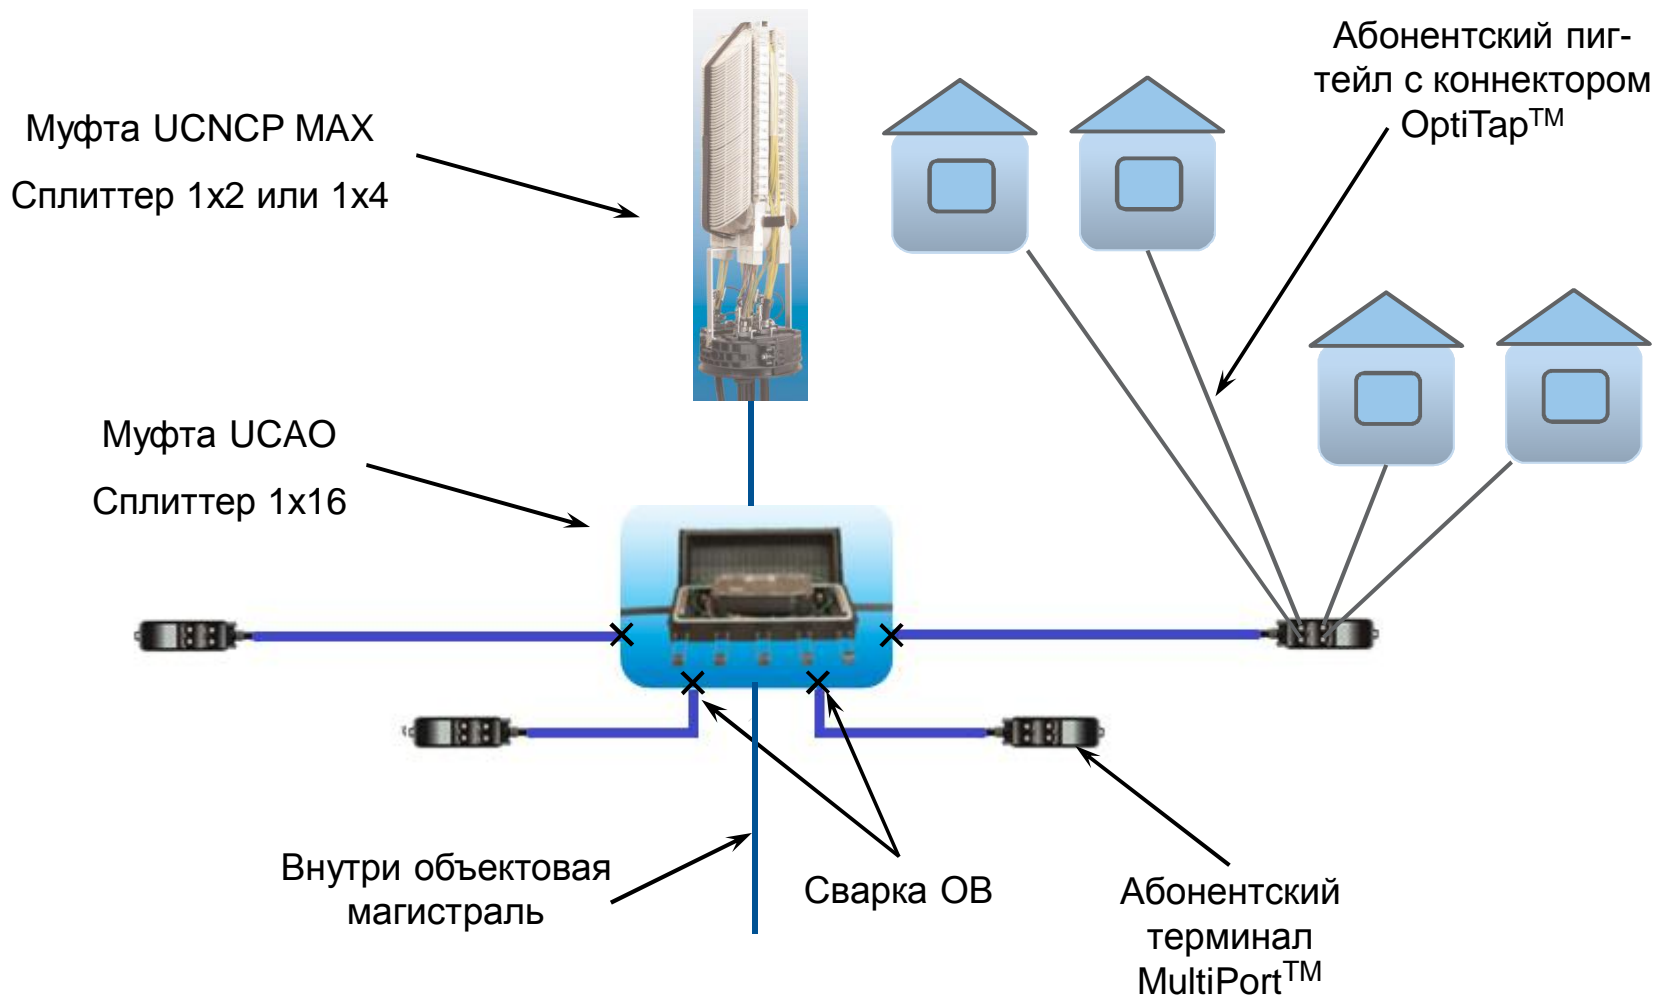 Абонентский пиг-
тейл с коннектором
OptiTap™
Муфта UCNCP MAX
Сплиттер 1х2 или 1х4
Муфта UCAO
Сплиттер 1х16
Внутри объектовая
магистраль
Сварка ОВ
Абонентский
терминал
MultiPort™